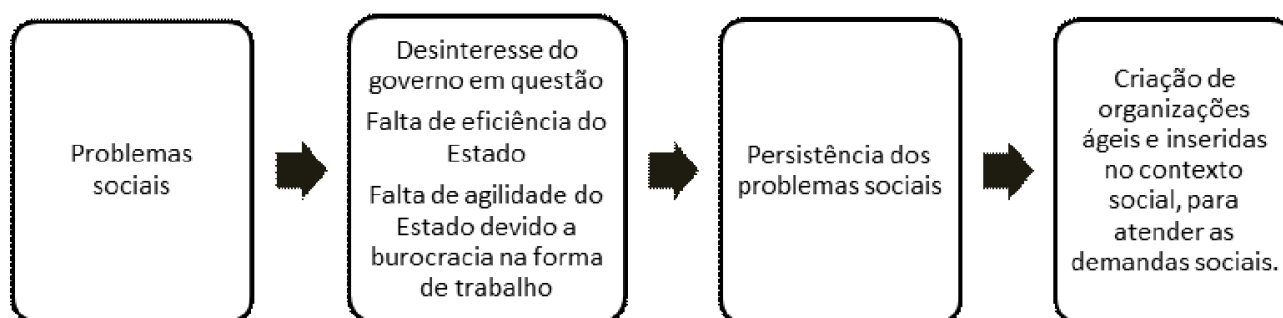 Problemas
sociais
Desinteresse do
governo em questão
Falta de eficiência do
Estado
Falta de agilidade do
Estado devido a
burocracia na forma
de trabalho
Persistência dos
problemas sociais
Criação de
organizações
ágeis e inseridas
no contexto
social, para
atender as
demandas sociais.